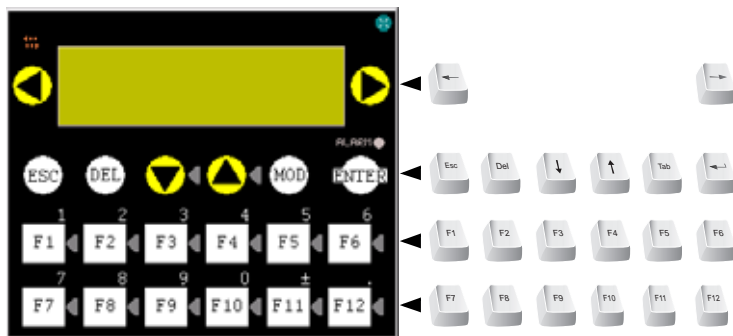 ALARM
ESC DEL MOD ENTER Esc Del Tab
1 2 3 4 5 6
F1 F2 F3 F4 F5 F6 F1 F2 F3 F4 F5 F6
7 8 9 0 ± .
F7 F8 F9 F10 F11 F12 F7 F8 F9 F10 F11 F12